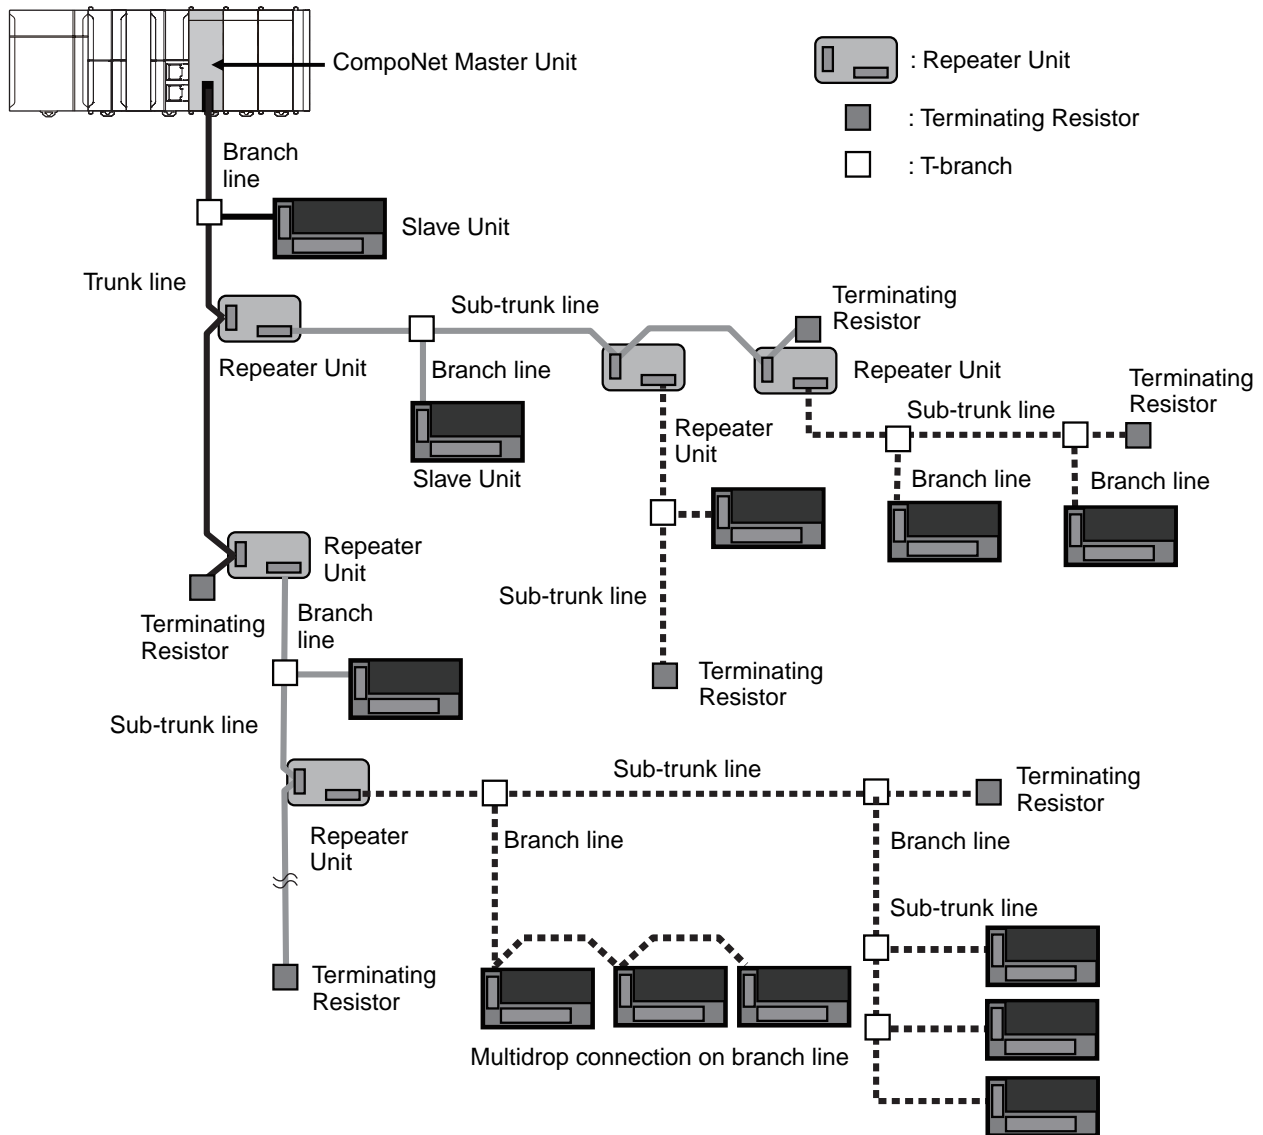 CompoNet Master Unit
: Repeater Unit
: Terminating Resistor
: T-branch
Branch
line
Slave Unit
Trunk line
Sub-trunk line
Terminating
Resistor
Repeater Unit
Branch line
Repeater Unit
Terminating
Resistor
Sub-trunk line
Repeater
Unit
Slave Unit
Branch line
Branch line
Repeater
Unit
Sub-trunk line
Terminating
Resistor
Branch
line
Terminating
Resistor
Sub-trunk line
Sub-trunk line
Terminating
Resistor
Repeater
Unit
Branch line
Branch line
Sub-trunk line
Terminating
Resistor
Multidrop connection on branch line